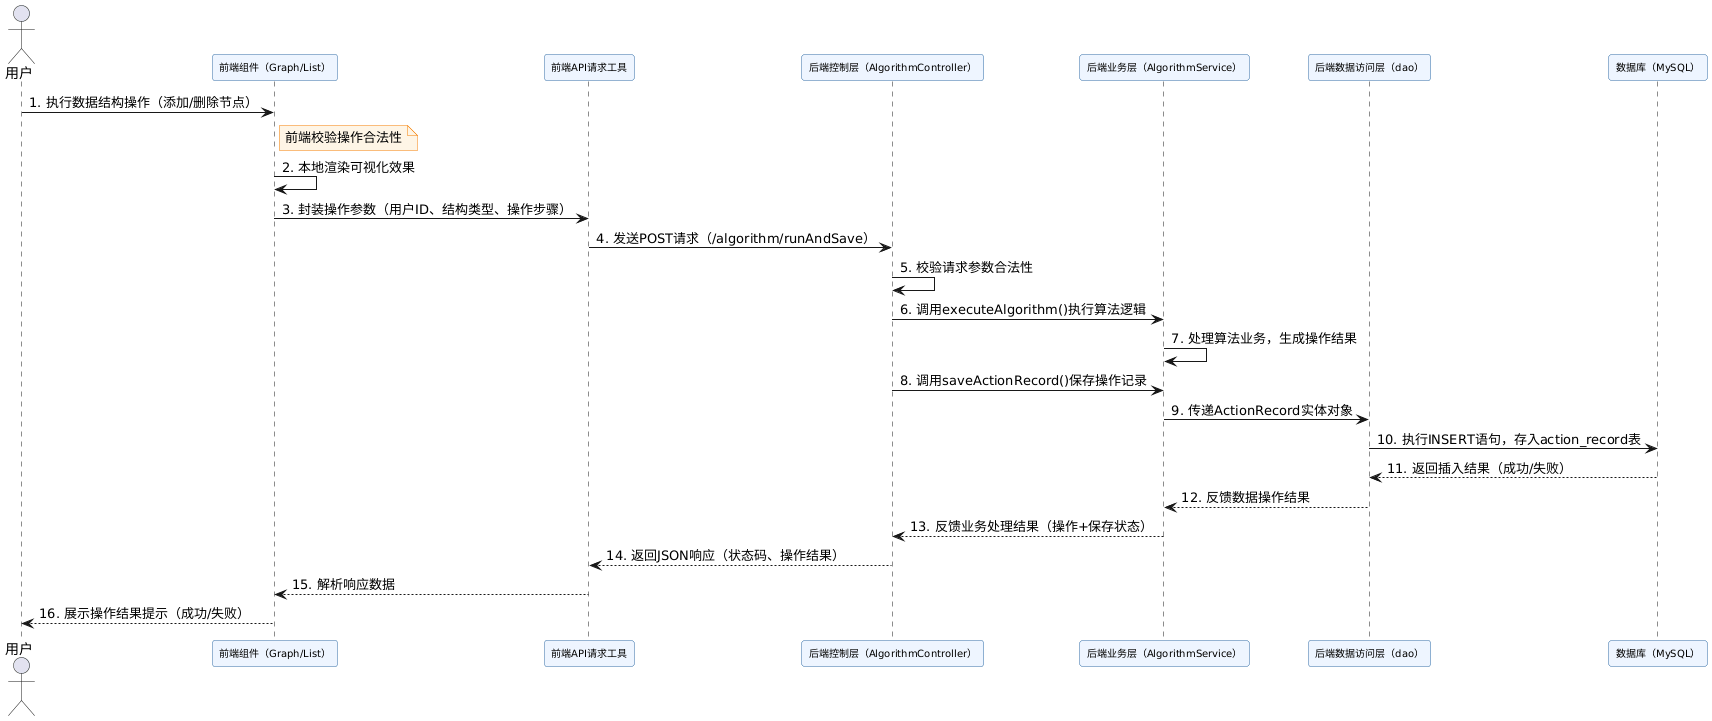 用户
前端组件（Graph/List）
前端API请求工具
后端控制层（AlgorithmController）
后端业务层（AlgorithmService）
后端数据访问层（dao）
数据库（MySQL）
1. 执行数据结构操作（添加/删除节点）
前端校验操作合法性
2. 本地渲染可视化效果
3. 封装操作参数（用户ID、结构类型、操作步骤）
4. 发送POST请求（/algorithm/runAndSave）
5. 校验请求参数合法性
6. 调用executeAlgorithm()执行算法逻辑
7. 处理算法业务，生成操作结果
8. 调用saveActionRecord()保存操作记录
9. 传递ActionRecord实体对象
10. 执行INSERT语句，存入action_record表
11. 返回插入结果（成功/失败）
12. 反馈数据操作结果
13. 反馈业务处理结果（操作+保存状态）
14. 返回JSON响应（状态码、操作结果）
15. 解析响应数据
16. 展示操作结果提示（成功/失败）
用户
前端组件（Graph/List）
前端API请求工具
后端控制层（AlgorithmController）
后端业务层（AlgorithmService）
后端数据访问层（dao）
数据库（MySQL）